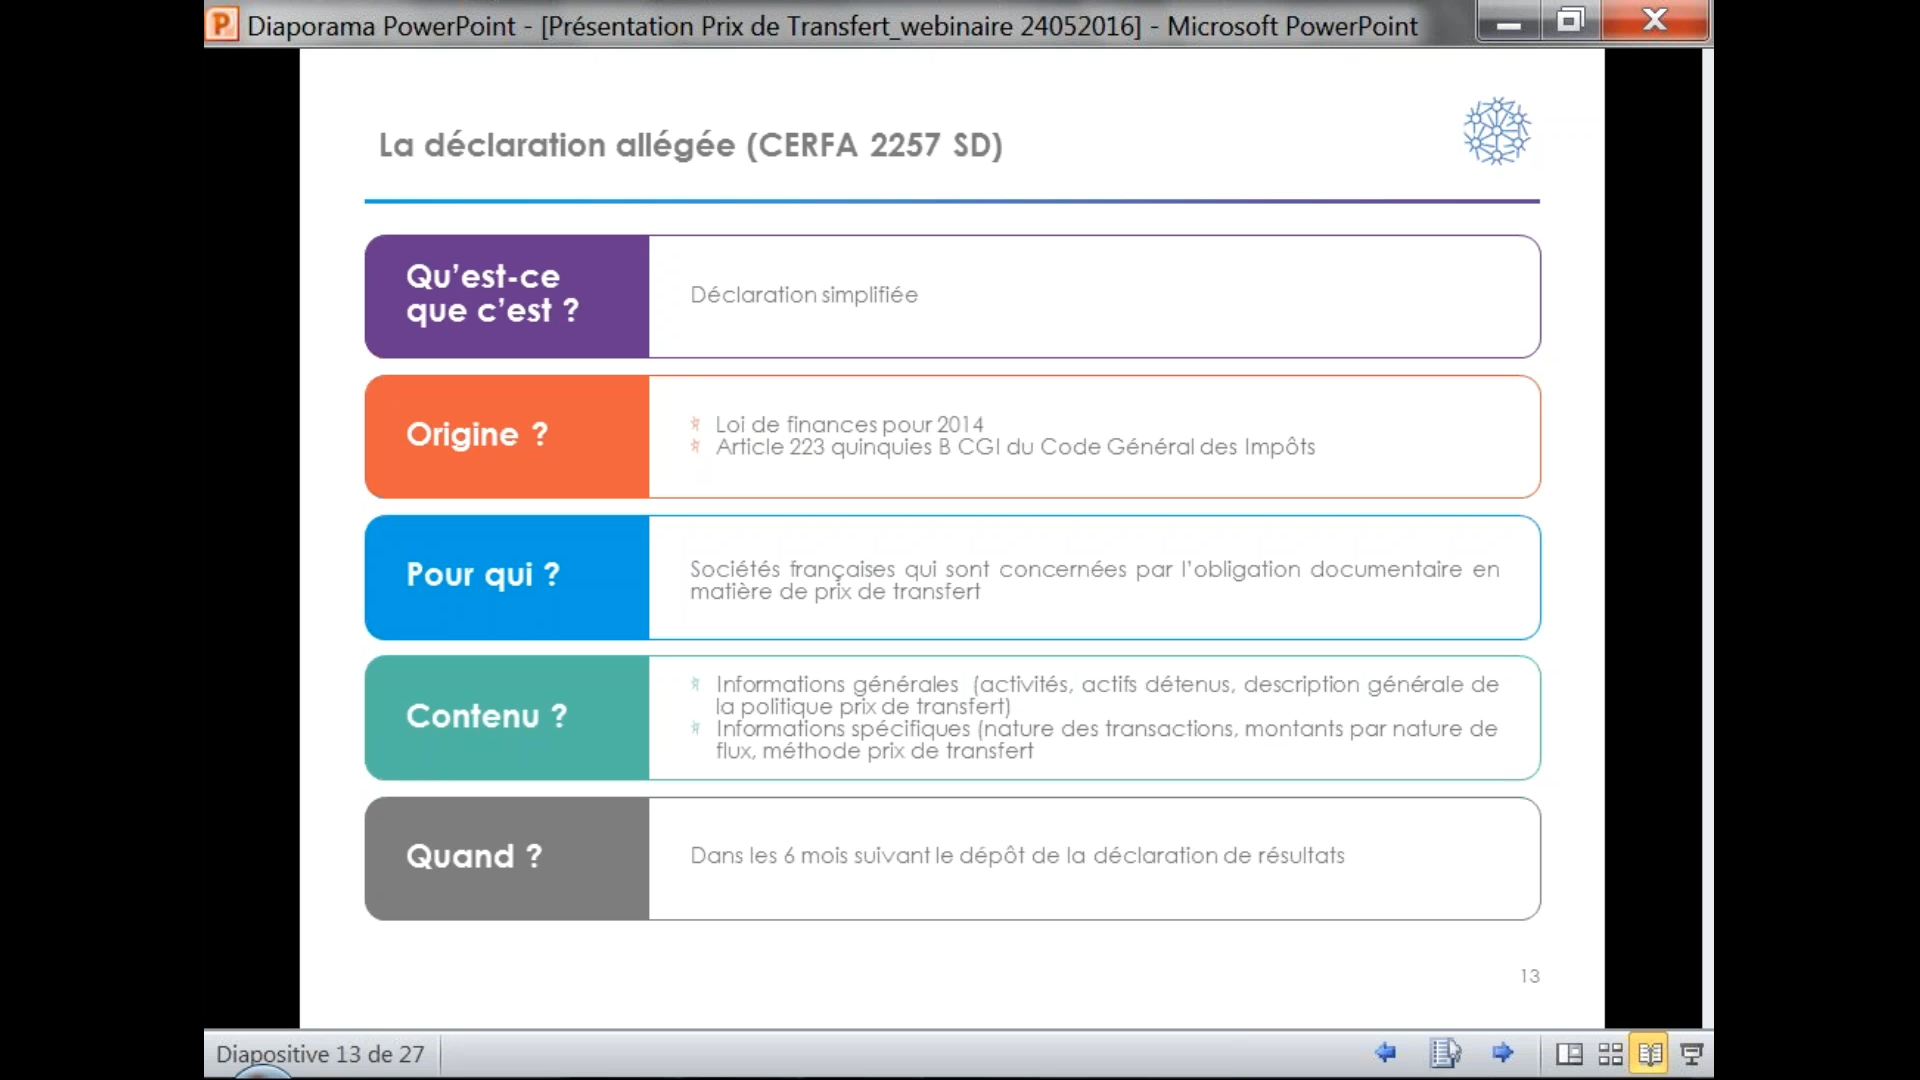 Diaporama PowerPoint - [Présentation Prix de Transfert_webinaire 24052016] - Microsoft PowerPoint
La déclaration allégée (CERFA 2257 SD)
Qu’est-ce
que c’est ?
Déclaration simplifiée
Origine ?
Loi de finances pour 2014
Article 223 quinquies B CGI du Code Général des Impôts
Pour qui ?
Sociétés françaises qui sont concernées par l’obligation documentaire en
matière de prix de transfert
Contenu ?
Informations générales (activités, actifs détenus, description générale de
la politique prix de transfert)
Informations spécifiques (nature des transactions, montants par nature de
flux, méthode prix de transfert
Quand ?
Dans les 6 mois suivant le dépôt de la déclaration de résultats
13
Diapositive 13 de 27